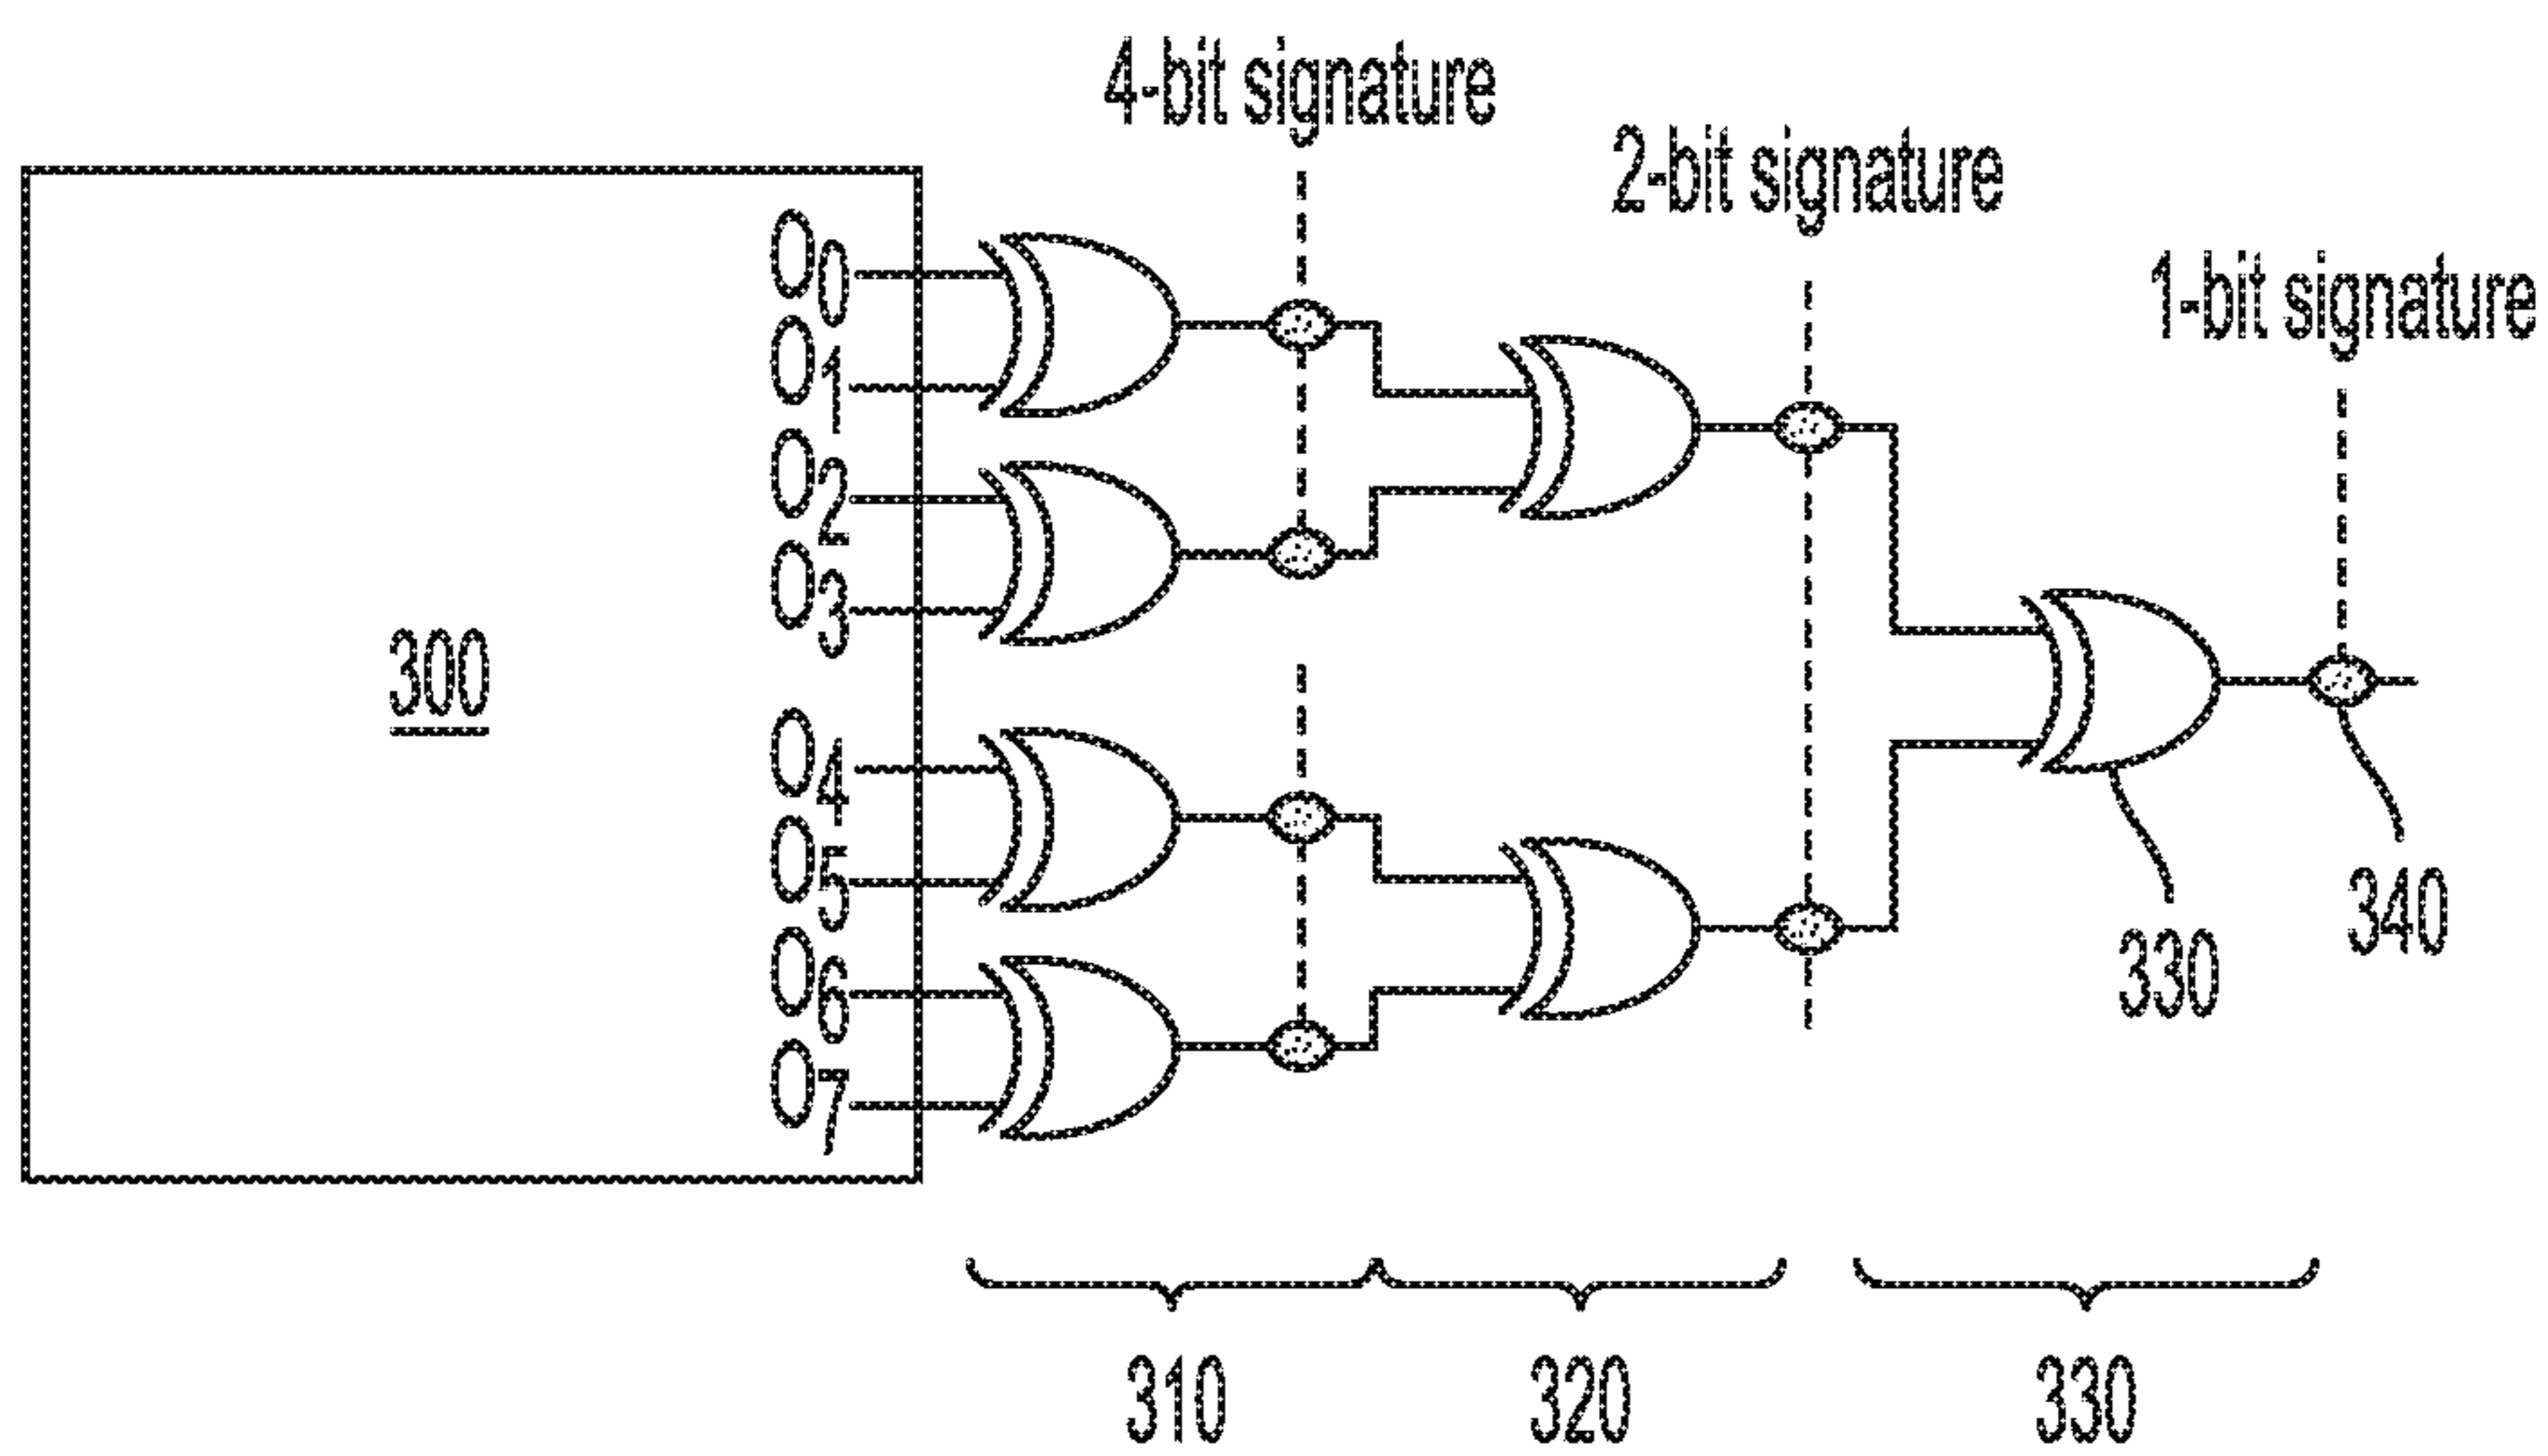 4-bit signature
2-bit signature
1-bit signature
O0
O1
O2
O3
300
O4
O5
O6
O7
340
330
310
320
330